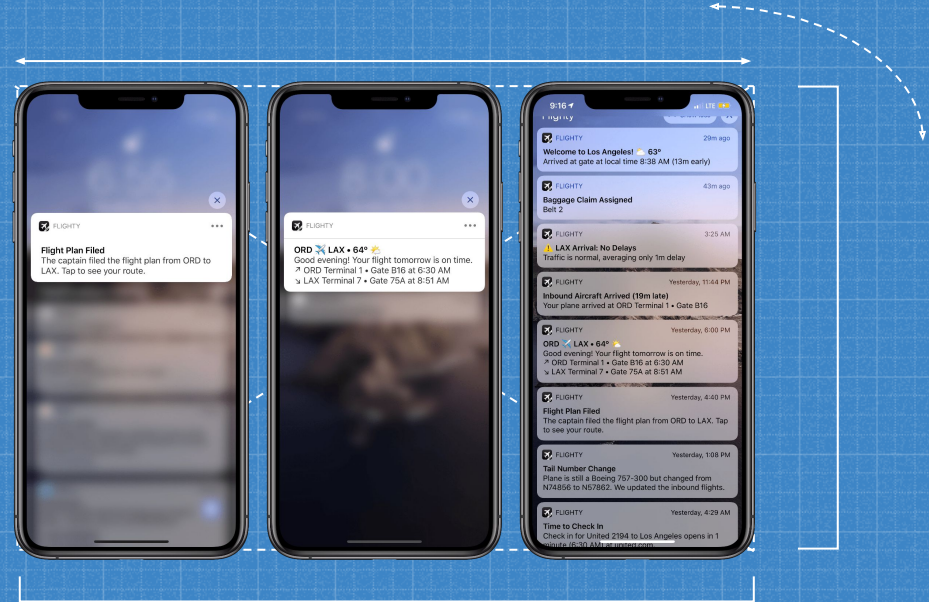 FLIGHTY
Flight Plan Filed
The captain filed the flight plan from ORD to
LAX. Tap to see your route.
FLIGHTY
ORD ✈️ LAX • 64° 🌤️
Good evening! Your flight tomorrow is on time.
↗ ORD Terminal 1 • Gate B16 at 6:30 AM
↘ LAX Terminal 7 • Gate 75A at 8:51 AM
9:16
LTE
Flighty
FLIGHTY 29m ago
Welcome to Los Angeles! 🌤️ 63°
Arrived at gate at local time 8:38 AM (13m early)
FLIGHTY 43m ago
Baggage Claim Assigned
Belt 2
FLIGHTY 3:25 AM
⚠️ LAX Arrival: No Delays
Traffic is normal, averaging only 1m delay
FLIGHTY Yesterday, 11:44 PM
Inbound Aircraft Arrived (19m late)
Your plane arrived at ORD Terminal 1 • Gate B16
FLIGHTY Yesterday, 6:00 PM
ORD ✈️ LAX • 64° 🌤️
Good evening! Your flight tomorrow is on time.
↗ ORD Terminal 1 • Gate B16 at 6:30 AM
↘ LAX Terminal 7 • Gate 75A at 8:51 AM
FLIGHTY Yesterday, 4:40 PM
Flight Plan Filed
The captain filed the flight plan from ORD to LAX. Tap
to see your route.
FLIGHTY Yesterday, 1:08 PM
Tail Number Change
Plane is still a Boeing 757-300 but changed from
N74856 to N57862. We updated the inbound flights.
FLIGHTY Yesterday, 4:29 AM
Time to Check In
Check in for United 2194 to Los Angeles opens in 1
minute (6:30 AM) at united.com